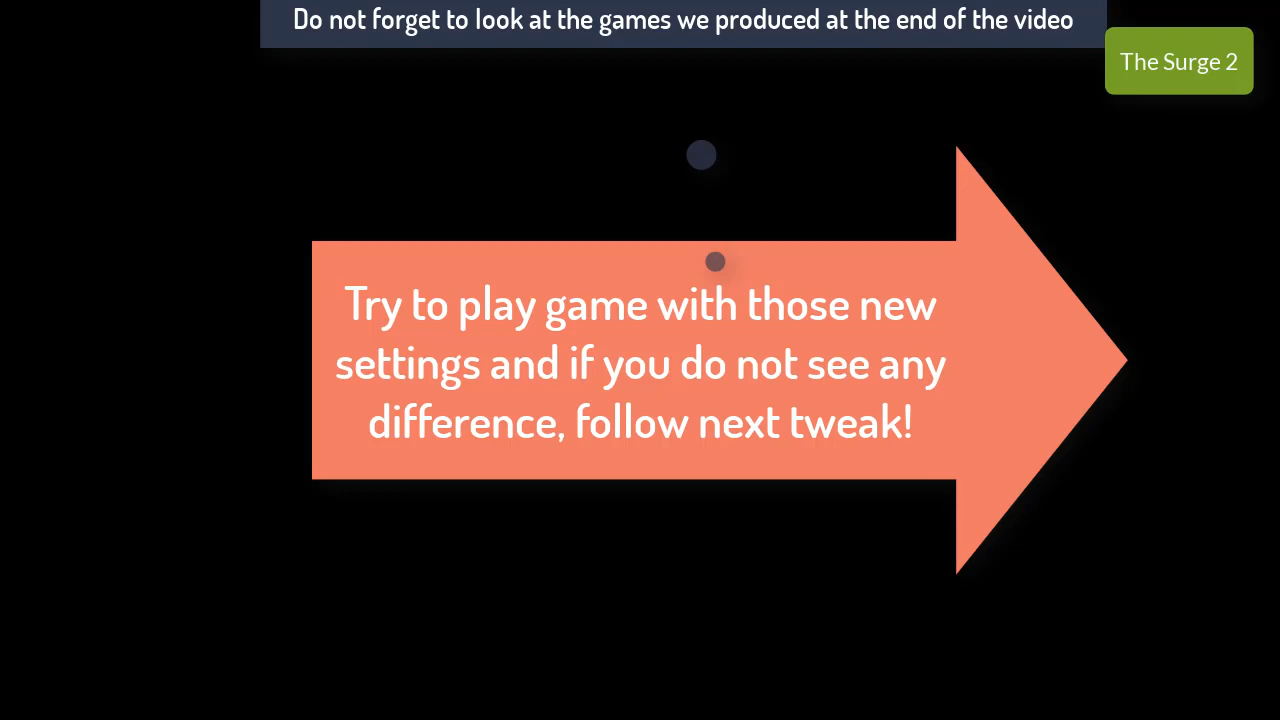 Do not forget to look at the games we produced at the end of the video
The Surge 2
Try to play game with those new
settings and if you do not see any
difference, follow next tweak!